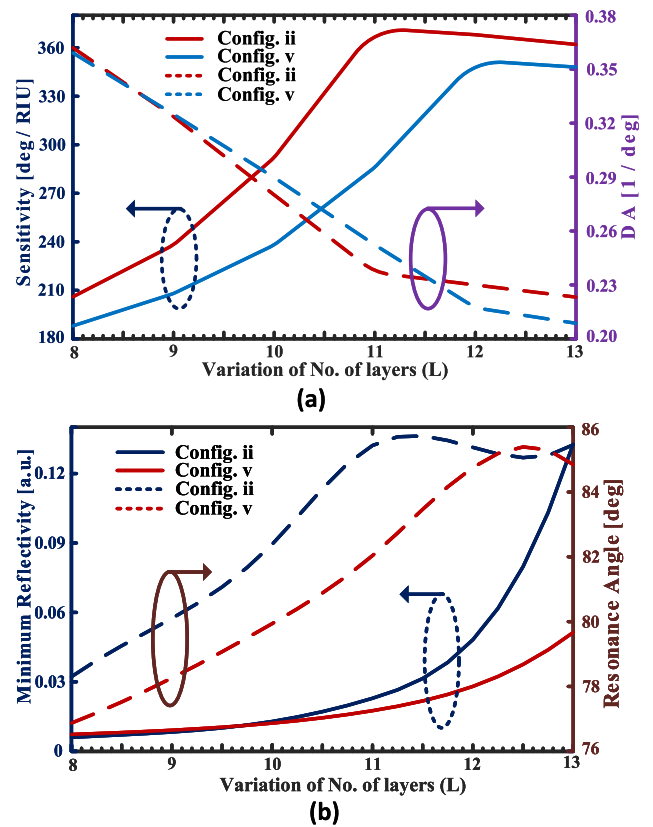 360
330
300
270
240
210
180
Sensitivity [deg / RIU]
Config. ii
Config. v
Config. ii
Config. v
0.38
0.35
0.32
0.29
0.26
0.23
0.20
D A [1 / deg]
8 9 10 11 12 13
Variation of No. of layers (L)
(a)
0.12
0.09
0.06
0.03
0
Minimum Reflectivity [a.u.]
Config. ii
Config. v
Config. ii
Config. v
86
84
82
80
78
76
Resonance Angle [deg]
8 9 10 11 12 13
Variation of No. of layers (L)
(b)